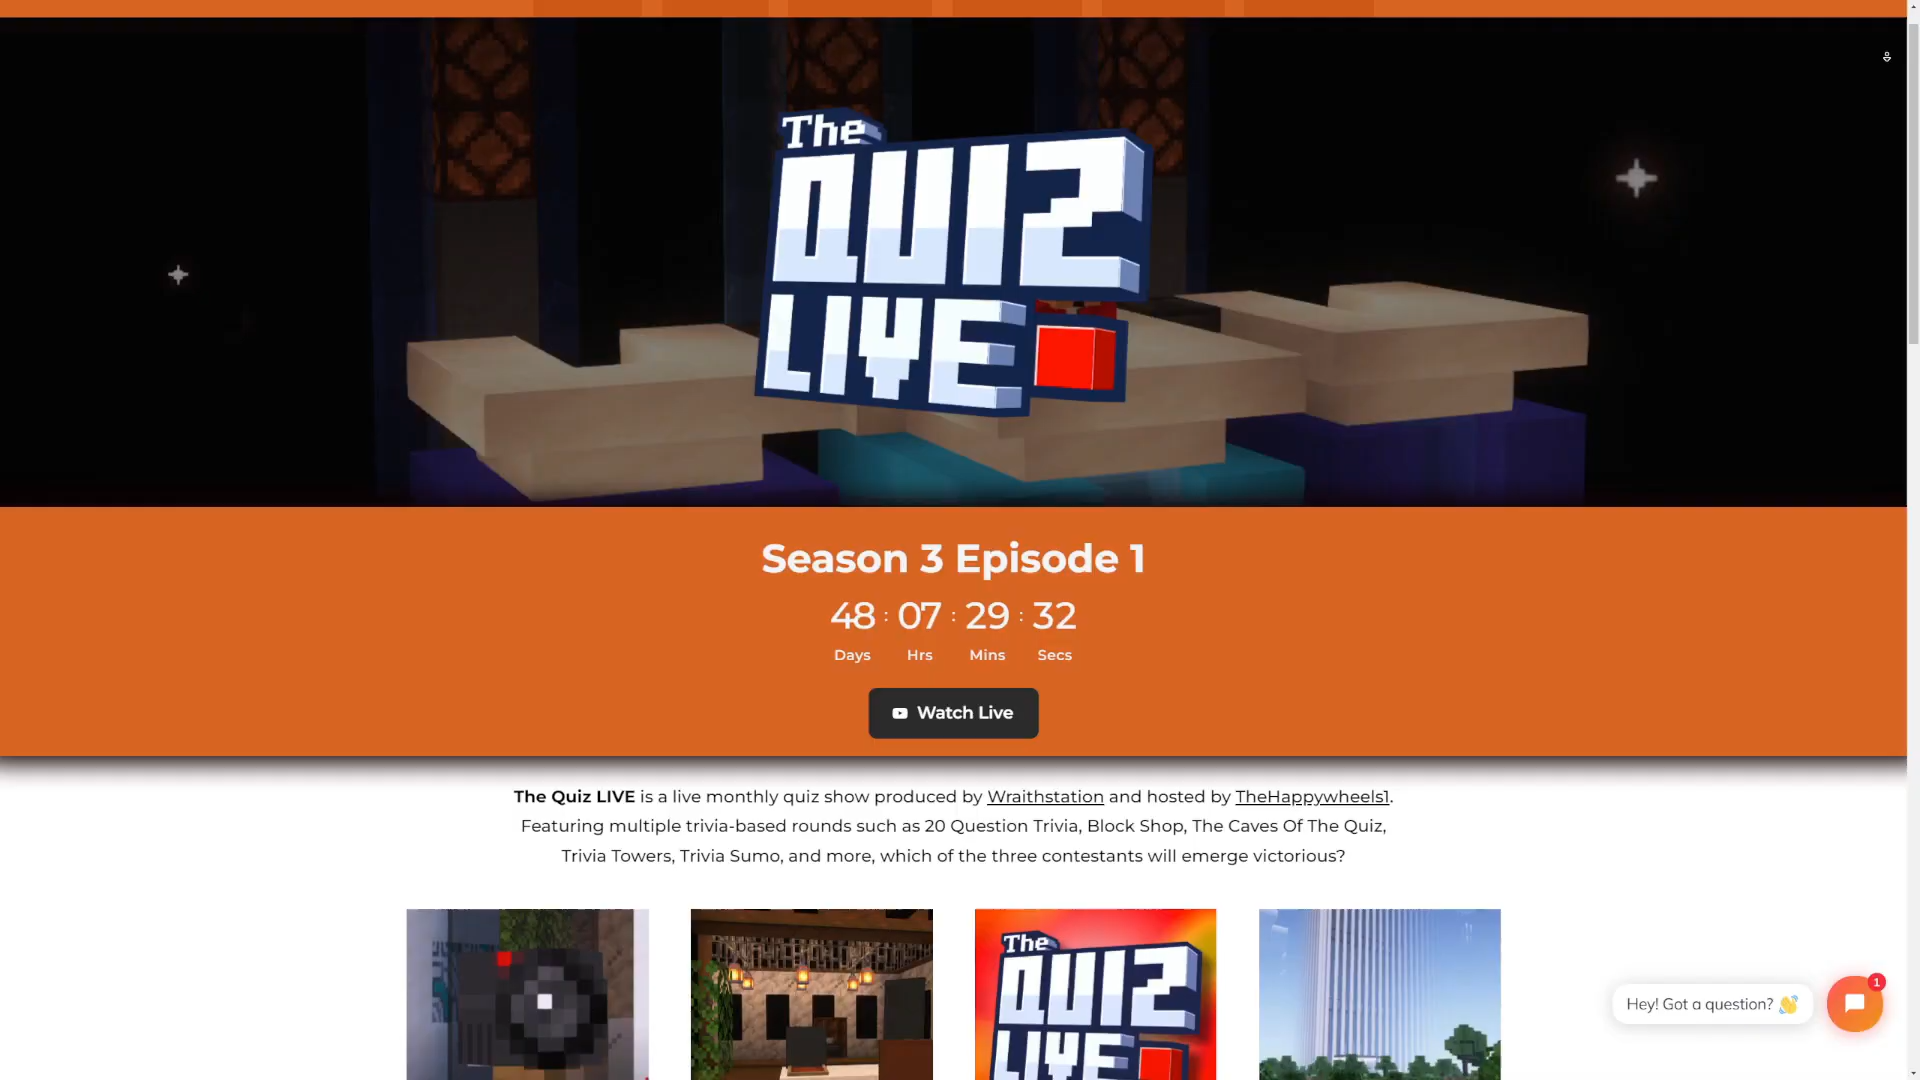 The
QUIZ
LIVE
Season 3 Episode 1
48 : 07 : 29 : 32
Days Hrs Mins Secs
Watch Live
The Quiz LIVE is a live monthly quiz show produced by Wraithstation and hosted by TheHappywheels1.
Featuring multiple trivia-based rounds such as 20 Question Trivia, Block Shop, The Caves Of The Quiz,
Trivia Towers, Trivia Sumo, and more, which of the three contestants will emerge victorious?
The
QUIZ
LIVE
Hey! Got a question? 👋
1